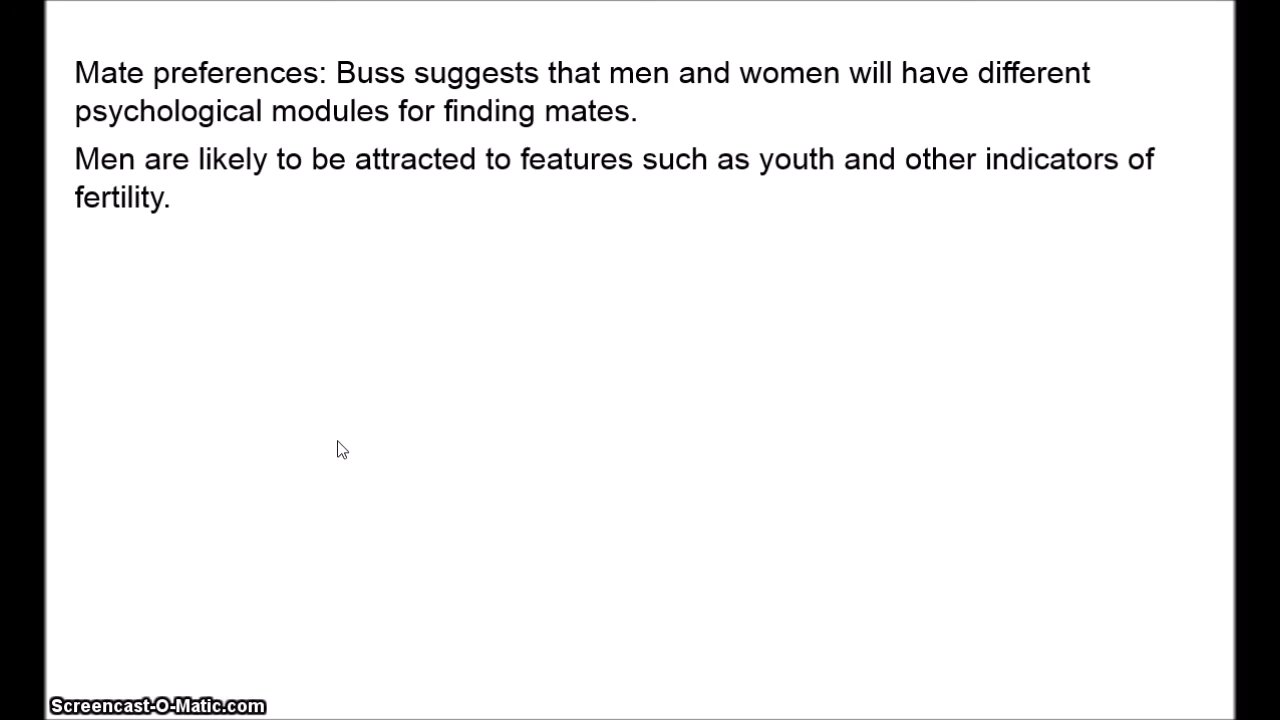 Mate preferences: Buss suggests that men and women will have different
psychological modules for finding mates.
Men are likely to be attracted to features such as youth and other indicators of
fertility.
Screencast-O-Matic.com